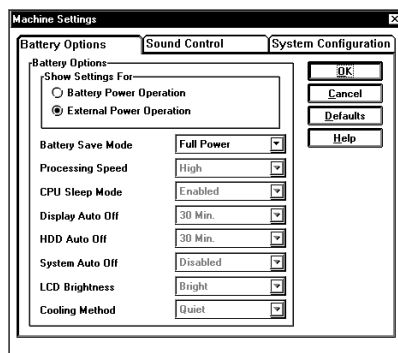 Machine Settings
Battery Options
Sound Control
System Configuration
Battery Options
Show Settings For
Battery Power Operation
External Power Operation
Battery Save Mode Full Power
Processing Speed High
CPU Sleep Mode Enabled
Display Auto Off 30 Min.
HDD Auto Off 30 Min.
System Auto Off Disabled
LCD Brightness Bright
Cooling Method Quiet
OK
Cancel
Defaults
Help